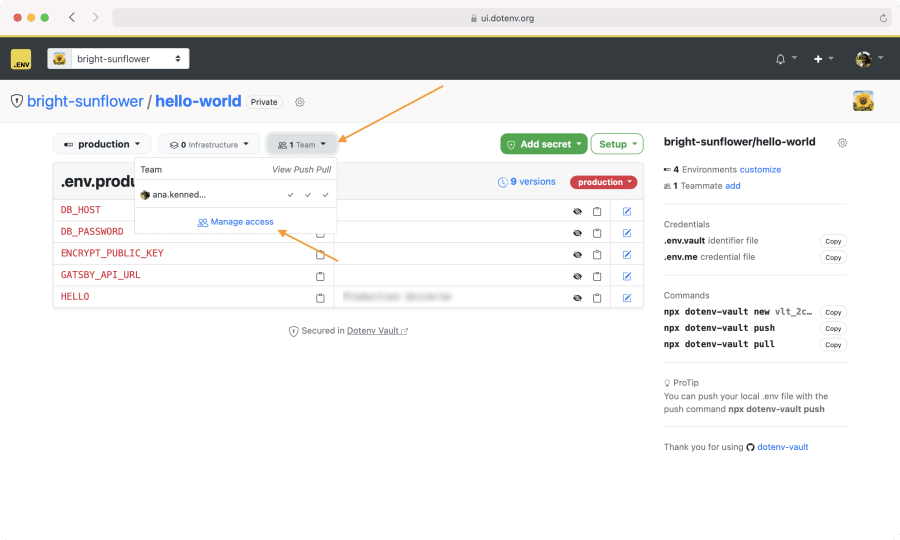 ui.dotenv.org
.ENV
bright-sunflower
bright-sunflower / hello-world Private
production
0 Infrastructure
1 Team
Add secret
Setup
Team View Push Pull
ana.kenned...
Manage access
.env.produ
9 versions
production
DB_HOST
DB_PASSWORD
ENCRYPT_PUBLIC_KEY
GATSBY_API_URL
HELLO
Secured in Dotenv Vault
bright-sunflower/hello-world
4 Environments customize
1 Teammate add
Credentials
.env.vault identifier file Copy
.env.me credential file Copy
Commands
npx dotenv-vault new vlt_2c… Copy
npx dotenv-vault push Copy
npx dotenv-vault pull Copy
ProTip
You can push your local .env file with the
push command npx dotenv-vault push
Thank you for using dotenv-vault